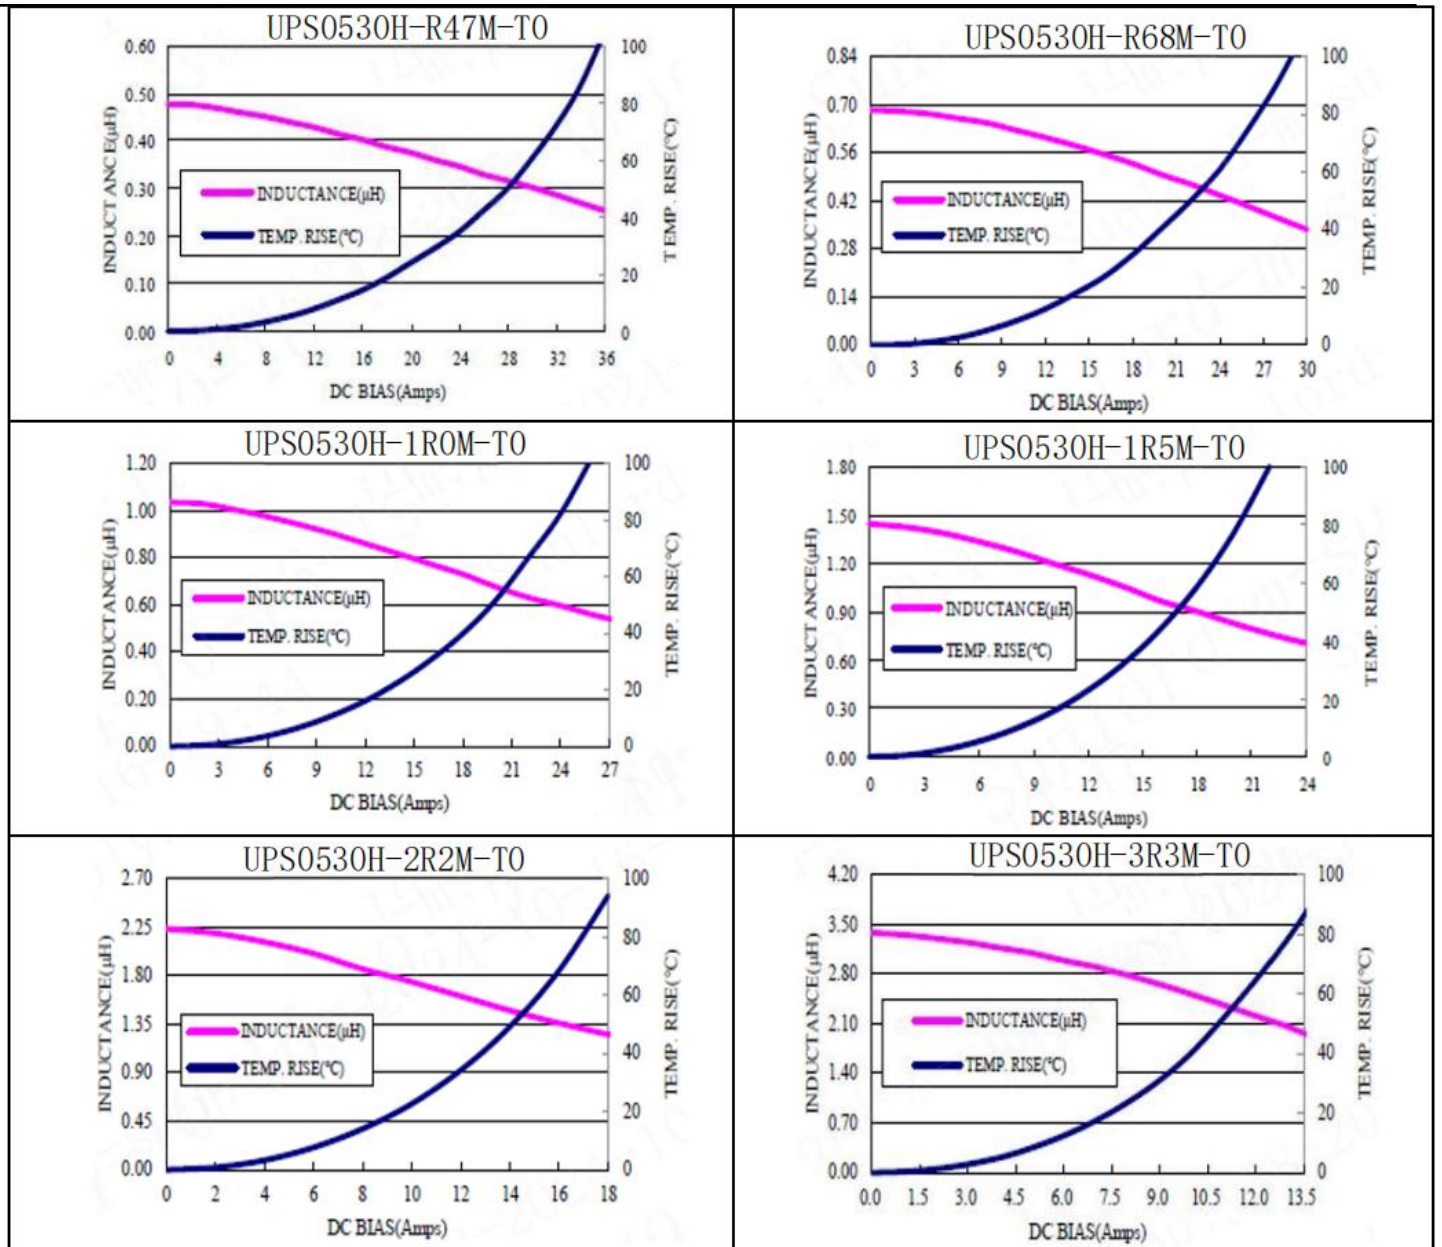 UPS0530H-R47M-T0
0.60
0.50
0.40
0.30
0.20
0.10
0.00
INDUCTANCE(μH)
INDUCTANCE(μH)
TEMP. RISE(℃)
100
80
60
40
20
0
TEMP. RISE(℃)
0 4 8 12 16 20 24 28 32 36
DC BIAS(Amps)
UPS0530H-R68M-T0
0.84
0.70
0.56
0.42
0.28
0.14
0.00
INDUCTANCE(μH)
INDUCTANCE(μH)
TEMP. RISE(℃)
100
80
60
40
20
0
TEMP. RISE(℃)
0 3 6 9 12 15 18 21 24 27 30
DC BIAS(Amps)
UPS0530H-1R0M-T0
1.20
1.00
0.80
0.60
0.40
0.20
0.00
INDUCTANCE(μH)
INDUCTANCE(μH)
TEMP. RISE(℃)
100
80
60
40
20
0
TEMP. RISE(℃)
0 3 6 9 12 15 18 21 24 27
DC BIAS(Amps)
UPS0530H-1R5M-T0
1.80
1.50
1.20
0.90
0.60
0.30
0.00
INDUCTANCE(μH)
INDUCTANCE(μH)
TEMP. RISE(℃)
100
80
60
40
20
0
TEMP. RISE(℃)
0 3 6 9 12 15 18 21 24
DC BIAS(Amps)
UPS0530H-2R2M-T0
2.70
2.25
1.80
1.35
0.90
0.45
0.00
INDUCTANCE(μH)
INDUCTANCE(μH)
TEMP. RISE(℃)
100
80
60
40
20
0
TEMP. RISE(℃)
0 2 4 6 8 10 12 14 16 18
DC BIAS(Amps)
UPS0530H-3R3M-T0
4.20
3.50
2.80
2.10
1.40
0.70
0.00
INDUCTANCE(μH)
INDUCTANCE(μH)
TEMP. RISE(℃)
100
80
60
40
20
0
TEMP. RISE(℃)
0.0 1.5 3.0 4.5 6.0 7.5 9.0 10.5 12.0 13.5
DC BIAS(Amps)